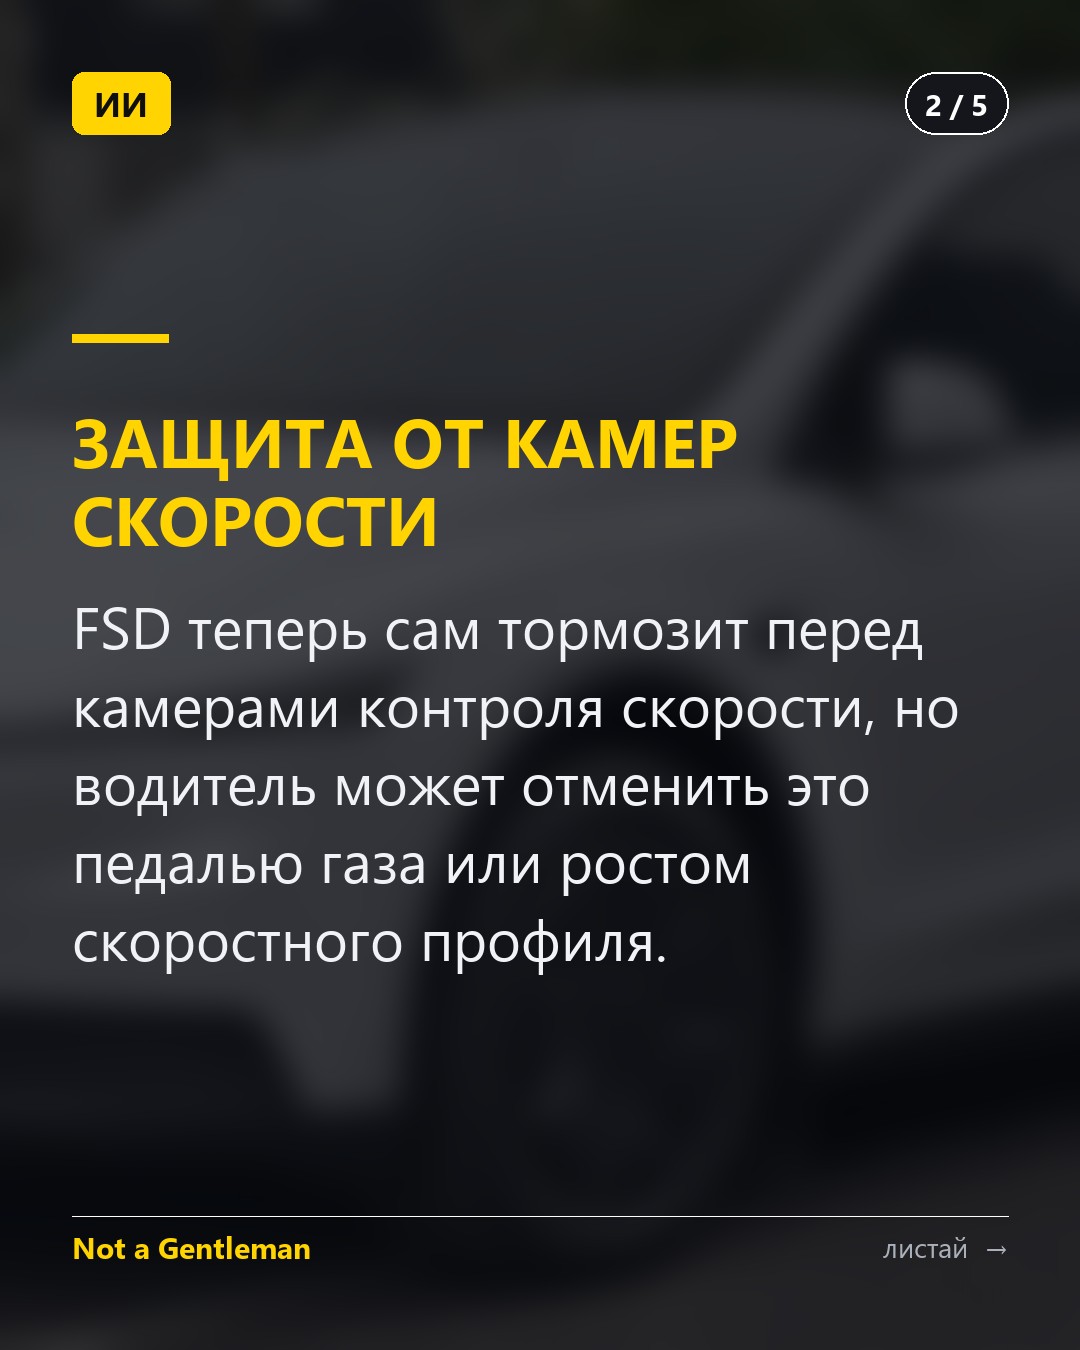 ИИ
2 / 5
ЗАЩИТА ОТ КАМЕР
СКОРОСТИ
FSD теперь сам тормозит перед
камерами контроля скорости, но
водитель может отменить это
педалью газа или ростом
скоростного профиля.
Not a Gentleman
листай →